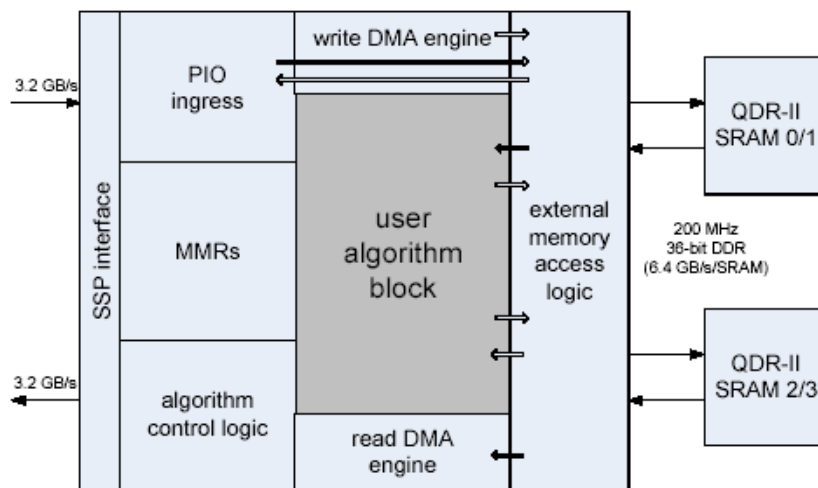 3.2 GB/s
SSP interface
PIO
ingress
MMRs
algorithm
control logic
3.2 GB/s
write DMA engine
user
algorithm
block
read DMA
engine
external
memory
access
logic
QDR-II
SRAM 0/1
200 MHz
36-bit DDR
(6.4 GB/s/SRAM)
QDR-II
SRAM 2/3